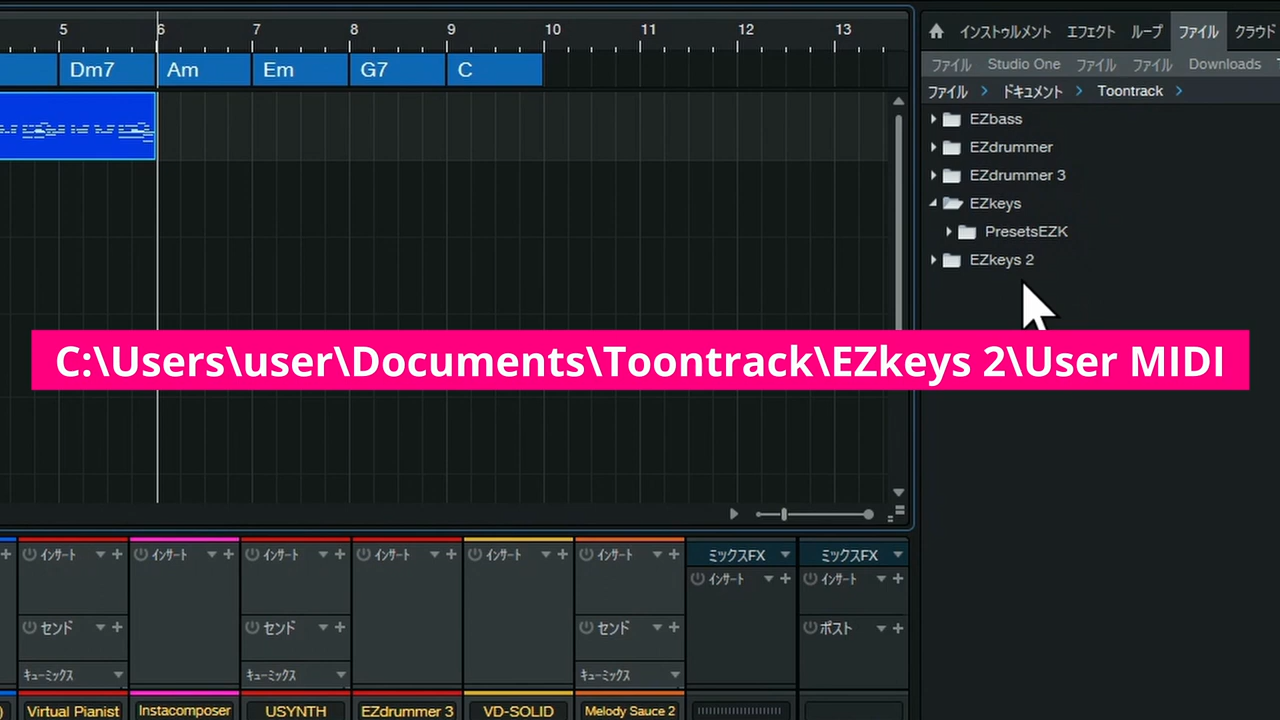 5 6 7 8 9 10 11 12 13
Dm7 Am Em G7 C
インストゥルメント エフェクト ループ ファイル クラウド
ファイル Studio One ファイル ファイル Downloads
ファイル > ドキュメント > Toontrack >
EZbass
EZdrummer
EZdrummer 3
EZkeys
PresetsEZK
EZkeys 2
C:\Users\user\Documents\Toontrack\EZkeys 2\User MIDI
インサート インサート インサート インサート インサート インサート ミックスFX ミックスFX
インサート インサート
センド センド センド ポスト
キューミックス キューミックス キューミックス
Virtual Pianist Instacomposer USYNTH EZdrummer 3 VD-SOLID Melody Sauce 2